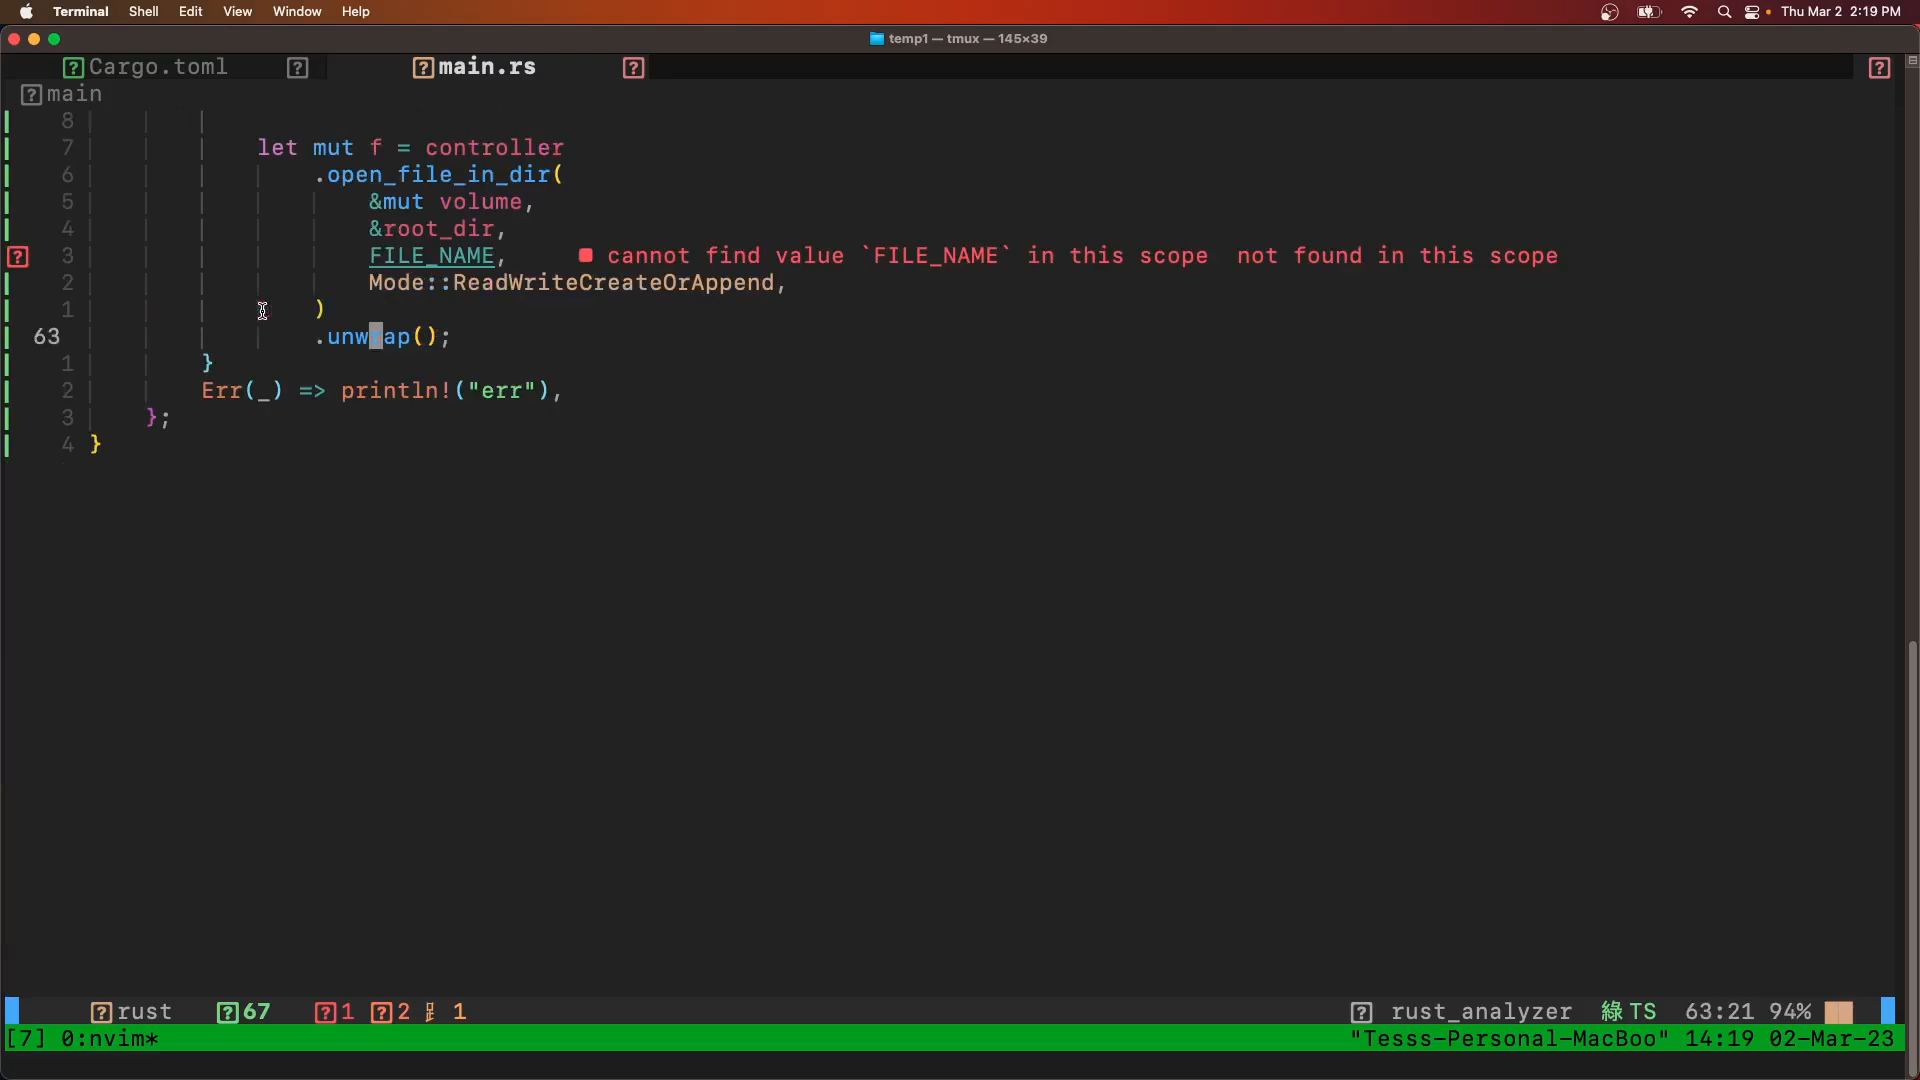 Terminal Shell Edit View Window Help Thu Mar 2 2:19 PM
temp1 — tmux — 145×39
Cargo.toml main.rs
main
8
7 let mut f = controller
6 .open_file_in_dir(
5 &mut volume,
4 &root_dir,
3 FILE_NAME, ■ cannot find value `FILE_NAME` in this scope not found in this scope
2 Mode::ReadWriteCreateOrAppend,
1 )
63 .unwrap();
1 }
2 Err(_) => println!("err"),
3 };
4 }
rust 67 1 2 1 rust_analyzer 綠 TS 63:21 94%
[7] 0:nvim* "Tesss-Personal-MacBoo" 14:19 02-Mar-23